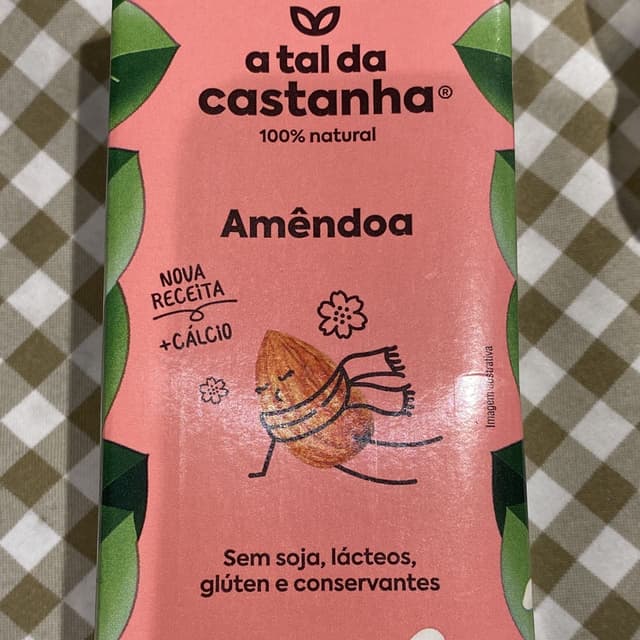 a tal da
castanha®
100% natural
Amêndoa
NOVA
RECEITA
+CÁLCIO
Imagem ilustrativa
Sem soja, lácteos,
glúten e conservantes